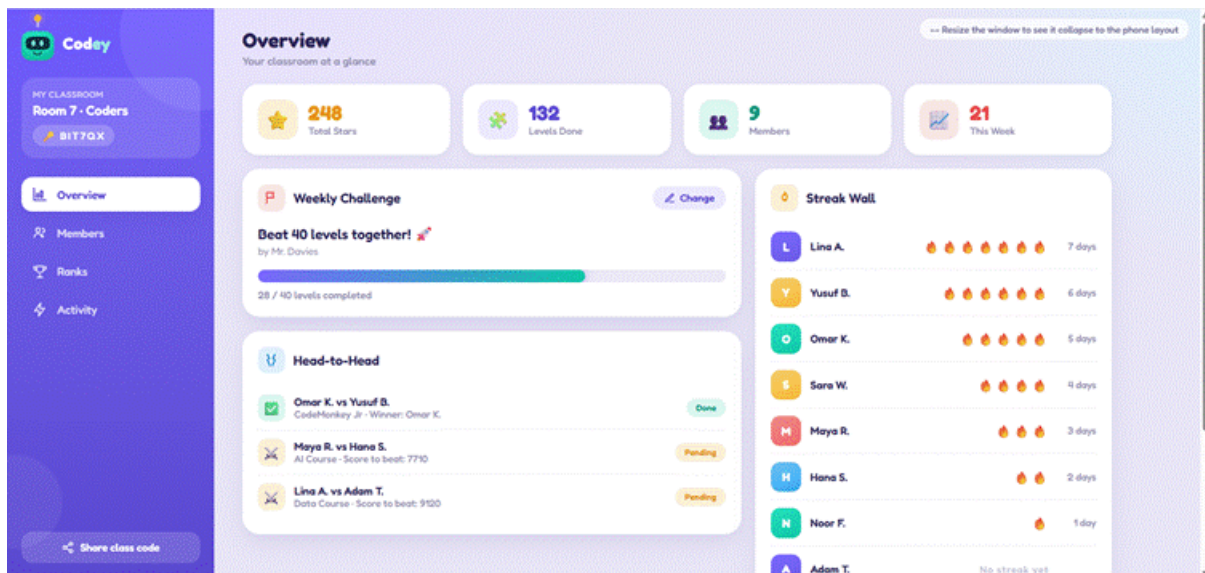 Codey
MY CLASSROOM
Room 7 · Coders
BIT7QX
Overview
Members
Ranks
Activity
Share class code
Overview
Your classroom at a glance
↔ Resize the window to see it collapse to the phone layout
248
Total Stars
132
Levels Done
9
Members
21
This Week
Weekly Challenge
Change
Beat 40 levels together! 🚀
by Mr. Davies
28 / 40 levels completed
Head-to-Head
Omar K. vs Yusuf B.
CodeMonkey Jr · Winner: Omar K.
Done
Maya R. vs Hana S.
AI Course · Score to beat: 7710
Pending
Lina A. vs Adam T.
Data Course · Score to beat: 9120
Pending
Streak Wall
L Lina A. 7 days
Y Yusuf B. 6 days
O Omar K. 5 days
S Sara W. 4 days
M Maya R. 3 days
H Hana S. 2 days
N Noor F. 1 day
A Adam T. No streak yet